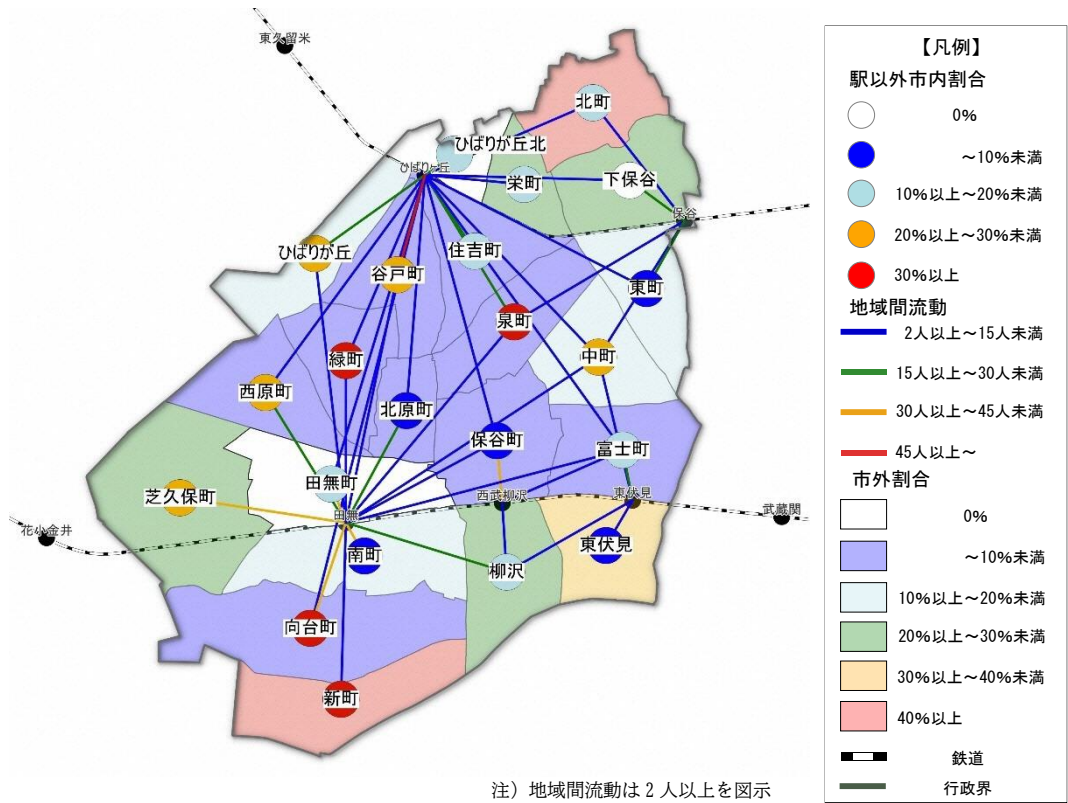 東久留米
北町
ひばりが丘北
ひばりヶ丘
栄町
下保谷
保谷
ひばりが丘
谷戸町
住吉町
東町
泉町
緑町
中町
西原町
北原町
保谷町
富士町
田無町
芝久保町
西武柳沢
東伏見
武蔵関
花小金井
田無
南町
柳沢
東伏見
向台町
新町
注）地域間流動は2人以上を図示
【凡例】
駅以外市内割合
0%
～10%未満
10%以上～20%未満
20%以上～30%未満
30%以上
地域間流動
2人以上～15人未満
15人以上～30人未満
30人以上～45人未満
45人以上～
市外割合
0%
～10%未満
10%以上～20%未満
20%以上～30%未満
30%以上～40%未満
40%以上
鉄道
行政界